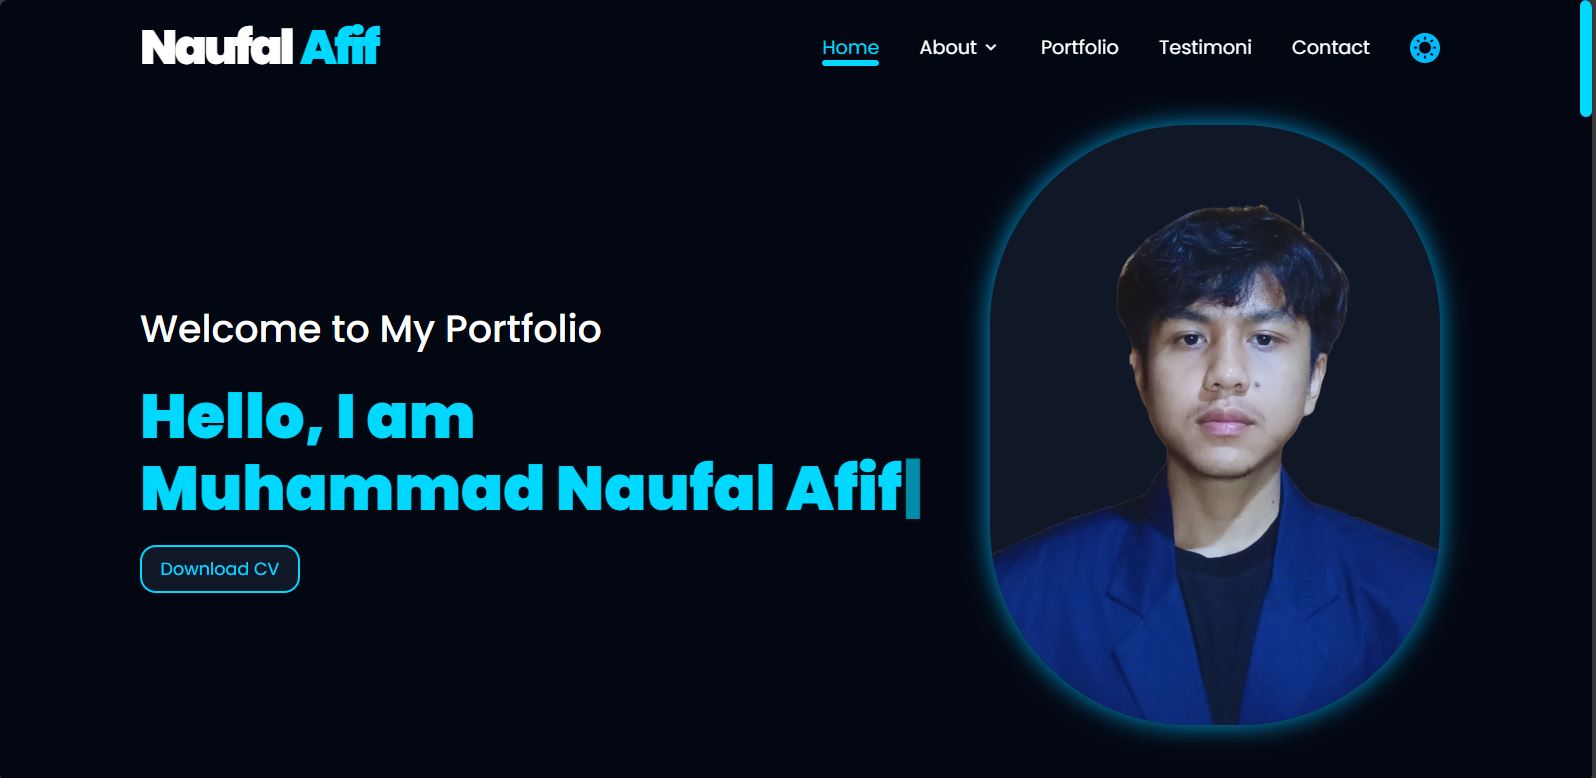 Naufal Afif
Home
About
Portfolio
Testimoni
Contact
Welcome to My Portfolio
Hello, I am
Muhammad Naufal Afif
Download CV